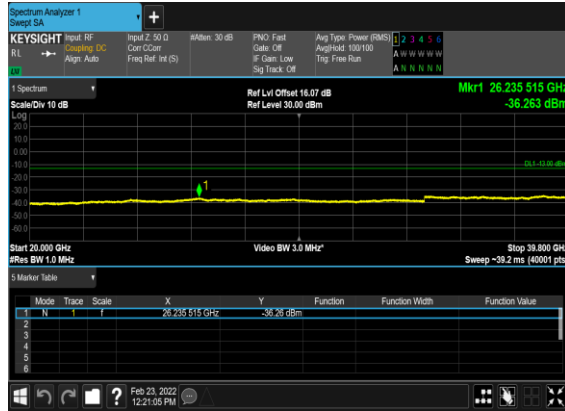 Spectrum Analyzer 1
Swept SA
+
KEYSIGHT Input: RF Input Z: 50 Ω #Atten: 30 dB PNO: Fast Avg Type: Power (RMS) 1 2 3 4 5 6
RL Coupling: DC Corr CCorr Gate: Off Avg|Hold: 100/100 A W W W W W
Align: Auto Freq Ref: Int (S) IF Gain: Low Trig: Free Run
Sig Track: Off A N N N N N
1 Spectrum Ref Lvl Offset 16.07 dB Mkr1 26.235 515 GHz
Scale/Div 10 dB Ref Level 30.00 dBm -36.263 dBm
Log
20.0
10.0
0.00
-10.0 DL1 -13.00 dBm
-20.0
-30.0 1
-40.0
-50.0
-60.0
Start 20.000 GHz Video BW 3.0 MHz* Stop 39.800 GHz
#Res BW 1.0 MHz Sweep ~39.2 ms (40001 pts)
5 Marker Table
Mode Trace Scale X Y Function Function Width Function Value
1 N 1 f 26.235 515 GHz -36.26 dBm
2
3
4
5
6
? Feb 23, 2022
12:21:05 PM